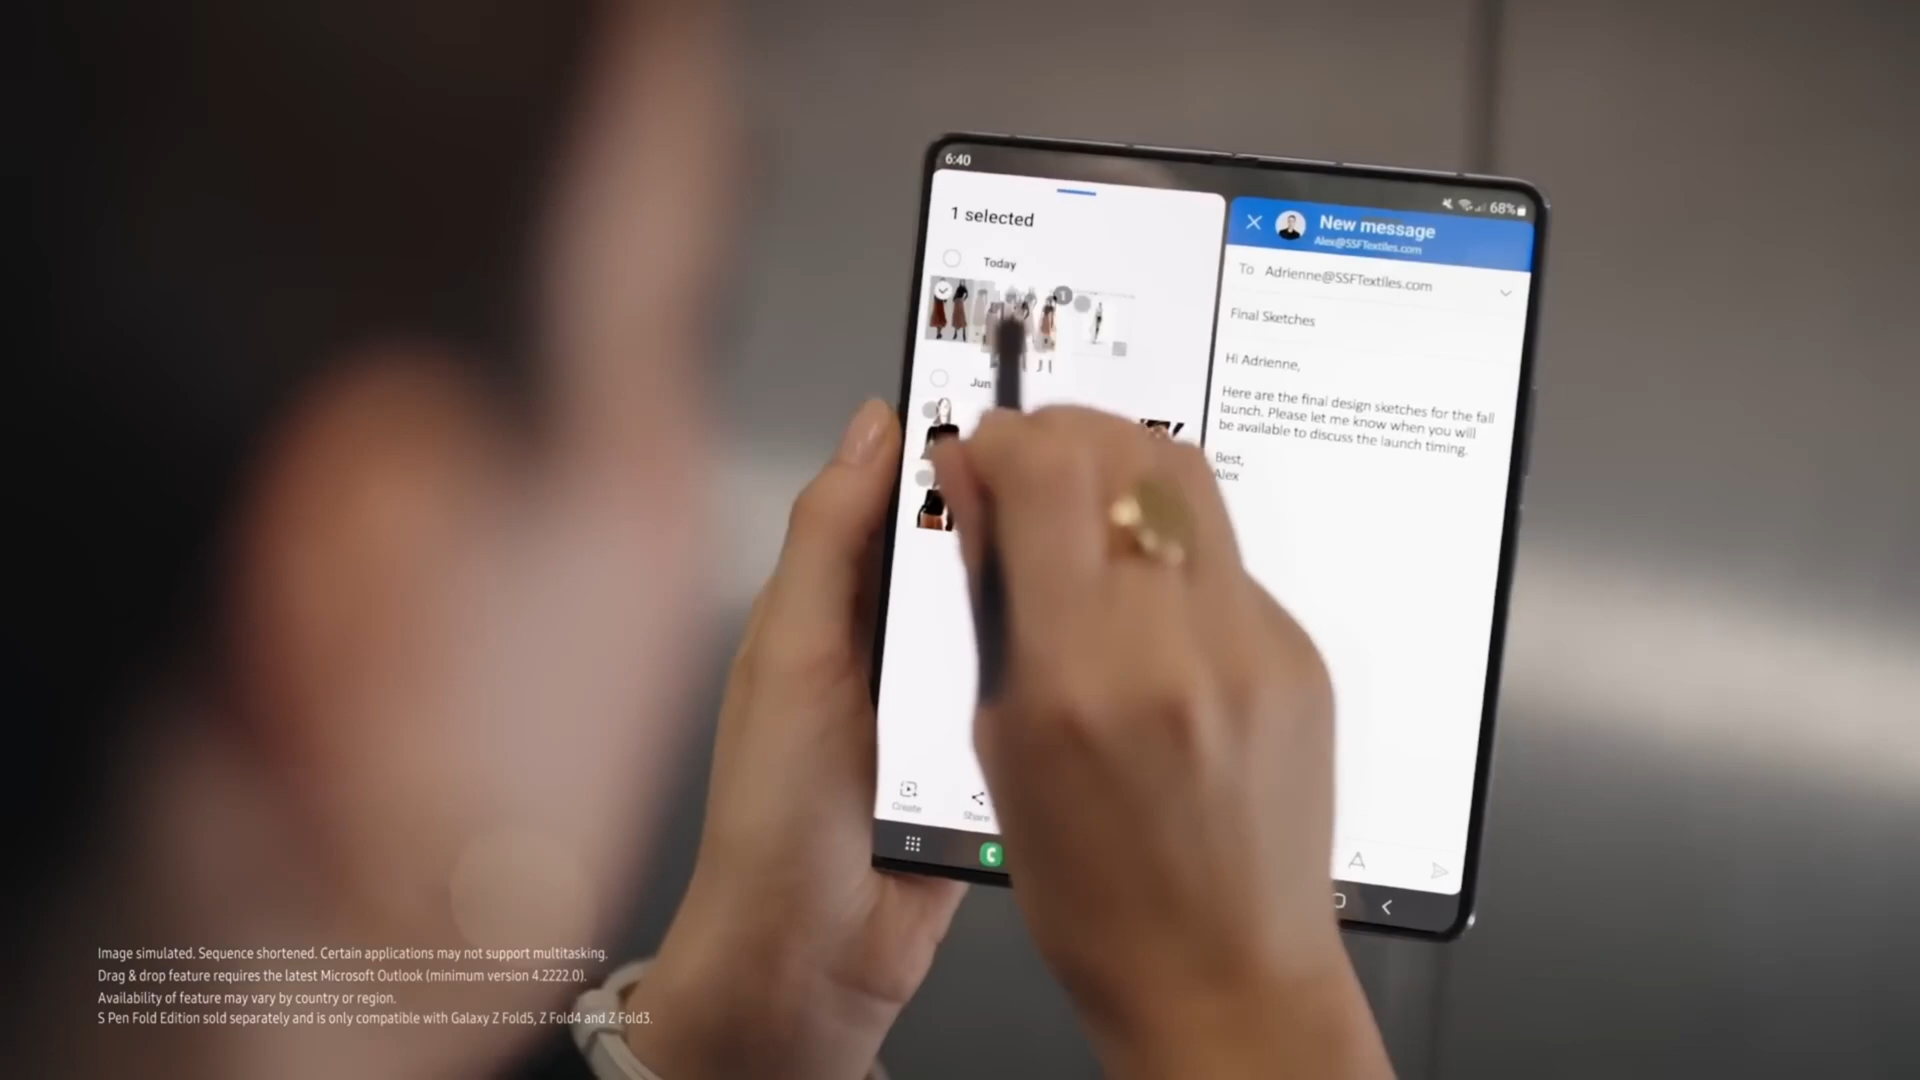 6:40
68%
1 selected
Today
Jun
Create
Share
New message
Alex@SSFTextiles.com
To Adrienne@SSFTextiles.com
Final Sketches
Hi Adrienne,
Here are the final design sketches for the fall
launch. Please let me know when you will
be available to discuss the launch timing.
Best,
Alex
Image simulated. Sequence shortened. Certain applications may not support multitasking.
Drag & drop feature requires the latest Microsoft Outlook (minimum version 4.2222.0).
Availability of feature may vary by country or region.
S Pen Fold Edition sold separately and is only compatible with Galaxy Z Fold5, Z Fold4 and Z Fold3.